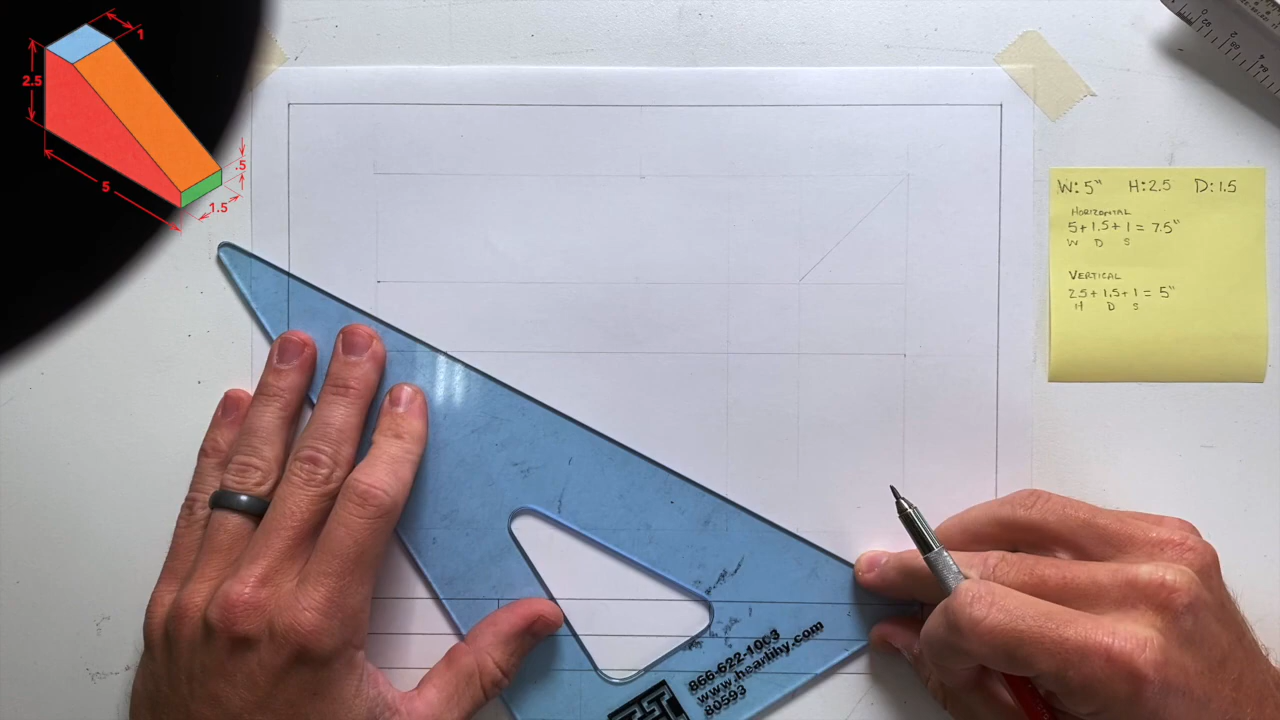 1
2.5
5
.5
1.5
W: 5" H: 2.5 D: 1.5
HORIZONTAL
5+1.5+1 = 7.5"
W D S
VERTICAL
2.5+1.5+1 = 5"
H D S
866-622-1003
www.hearlihy.com
80593